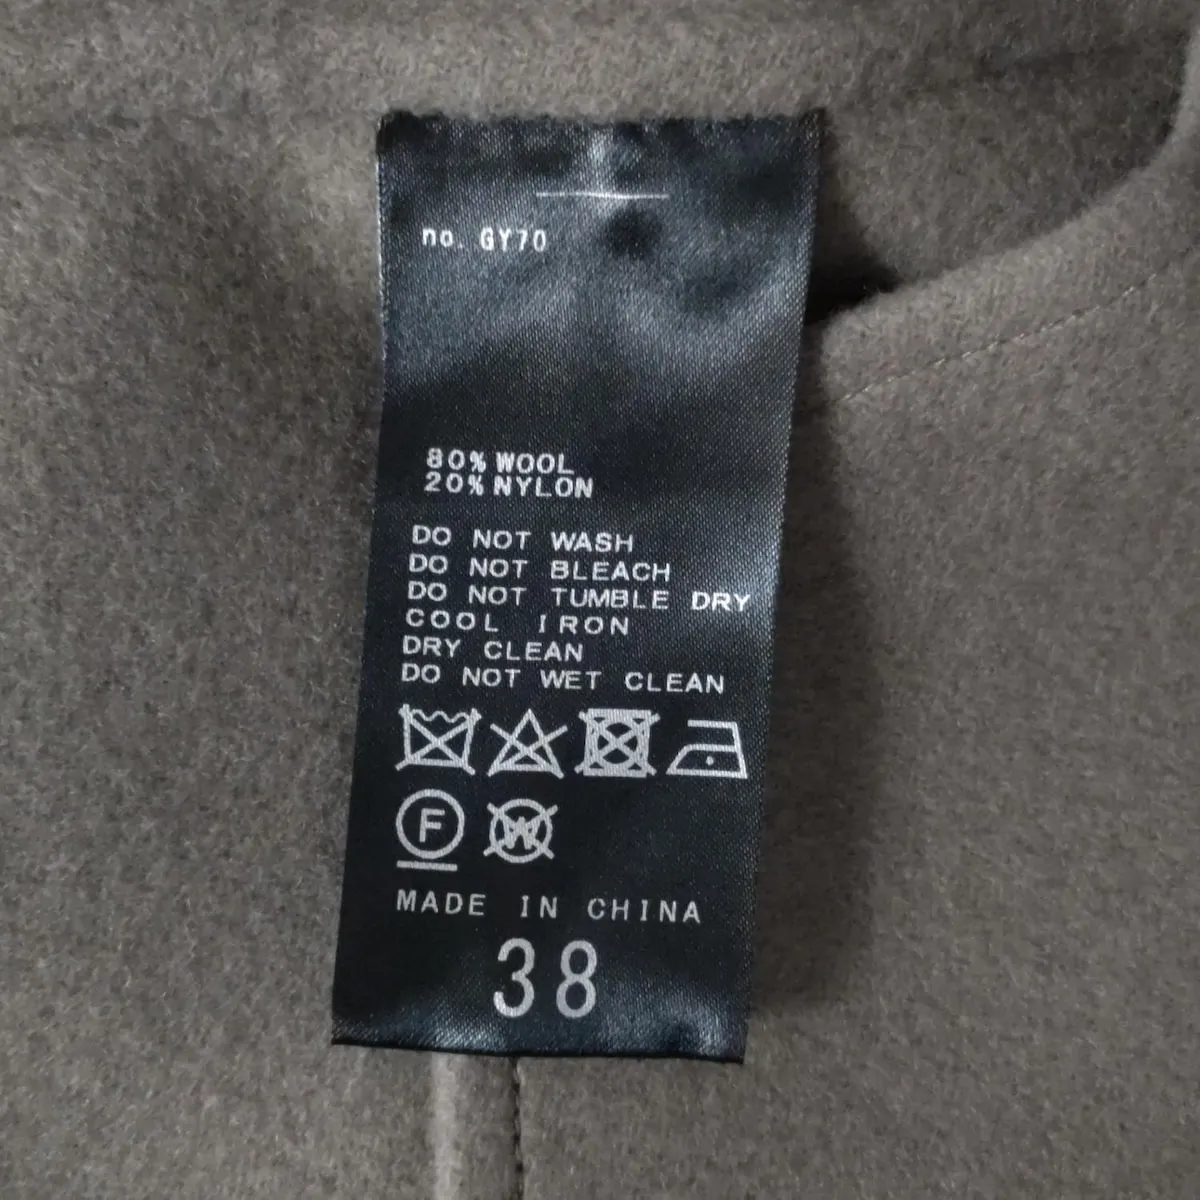 no. GY70
80% WOOL
20% NYLON
DO NOT WASH
DO NOT BLEACH
DO NOT TUMBLE DRY
COOL IRON
DRY CLEAN
DO NOT WET CLEAN
F W
MADE IN CHINA
38